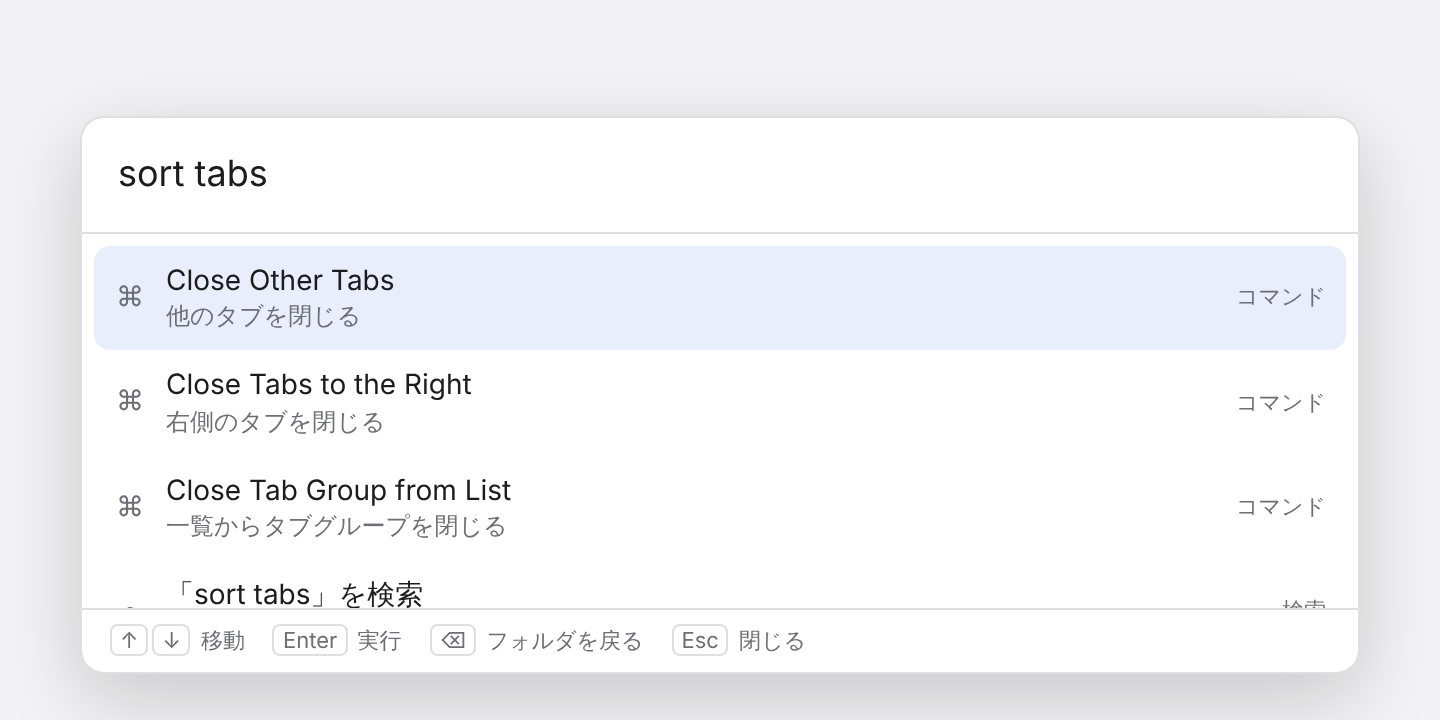 sort tabs
Close Other Tabs
他のタブを閉じる
コマンド
Close Tabs to the Right
右側のタブを閉じる
コマンド
Close Tab Group from List
一覧からタブグループを閉じる
コマンド
「sort tabs」を検索
検索
↑ ↓ 移動 Enter 実行 ⌫ フォルダを戻る Esc 閉じる